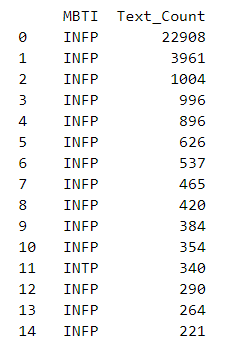 MBTI Text_Count
0 INFP 22908
1 INFP 3961
2 INFP 1004
3 INFP 996
4 INFP 896
5 INFP 626
6 INFP 537
7 INFP 465
8 INFP 420
9 INFP 384
10 INFP 354
11 INTP 340
12 INFP 290
13 INFP 264
14 INFP 221